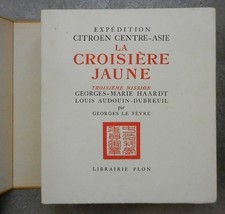 EXPÉDITION
CITROËN CENTRE-ASIE
LA
CROISIÈRE
JAUNE
TROISIÈME MISSION
GEORGES-MARIE HAARDT
LOUIS AUDOUIN-DUBREUIL
par
GEORGES LE FÈVRE
LIBRAIRIE PLON